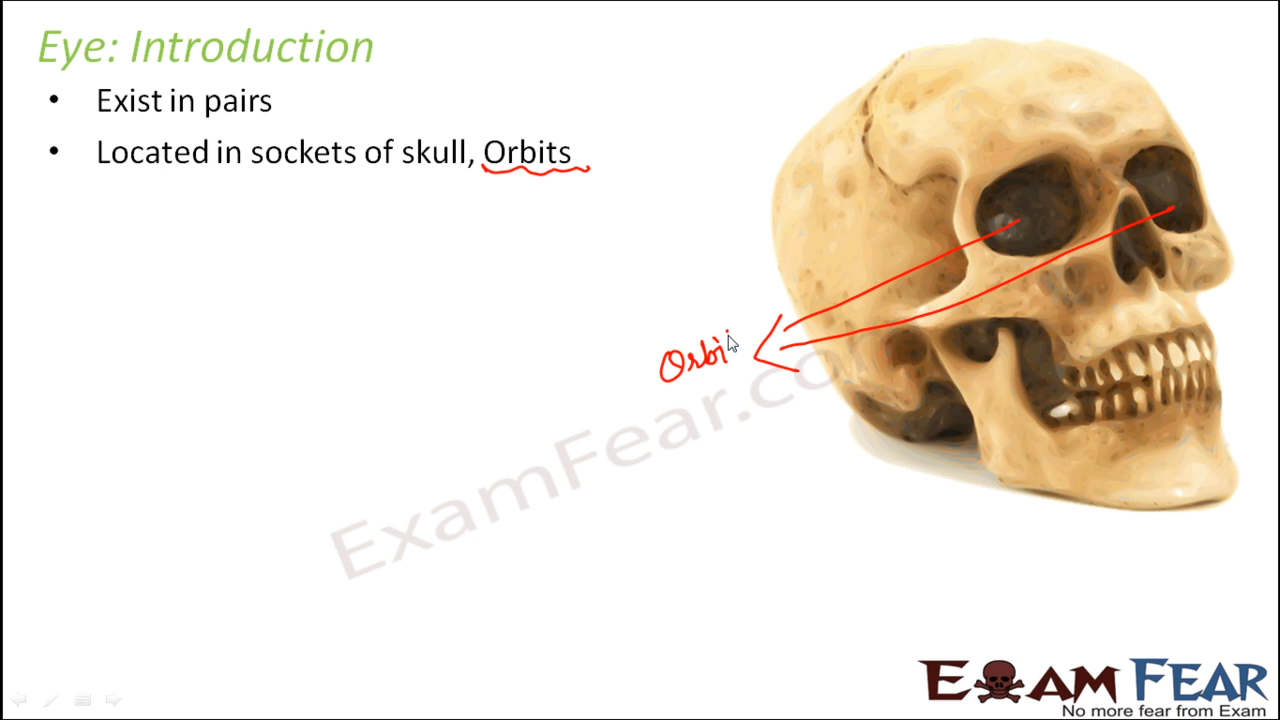 Eye: Introduction
• Exist in pairs
• Located in sockets of skull, Orbits
Orbi
ExamFear.com
EXAM FEAR
No more fear from Exam